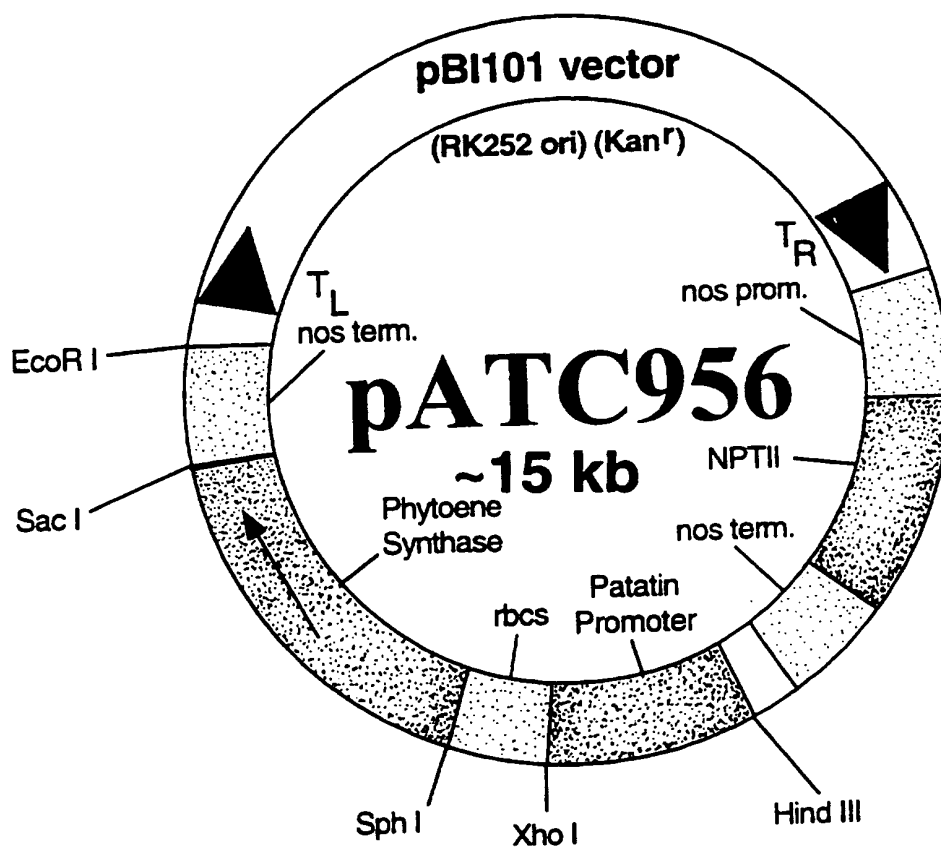 pBI101 vector
(RK252 ori) (Kanr)
TR
TL
nos prom.
nos term.
EcoR I
pATC956
~15 kb
NPTII
Sac I
Phytoene
Synthase
nos term.
rbcs
Patatin
Promoter
Hind III
Sph I
Xho I